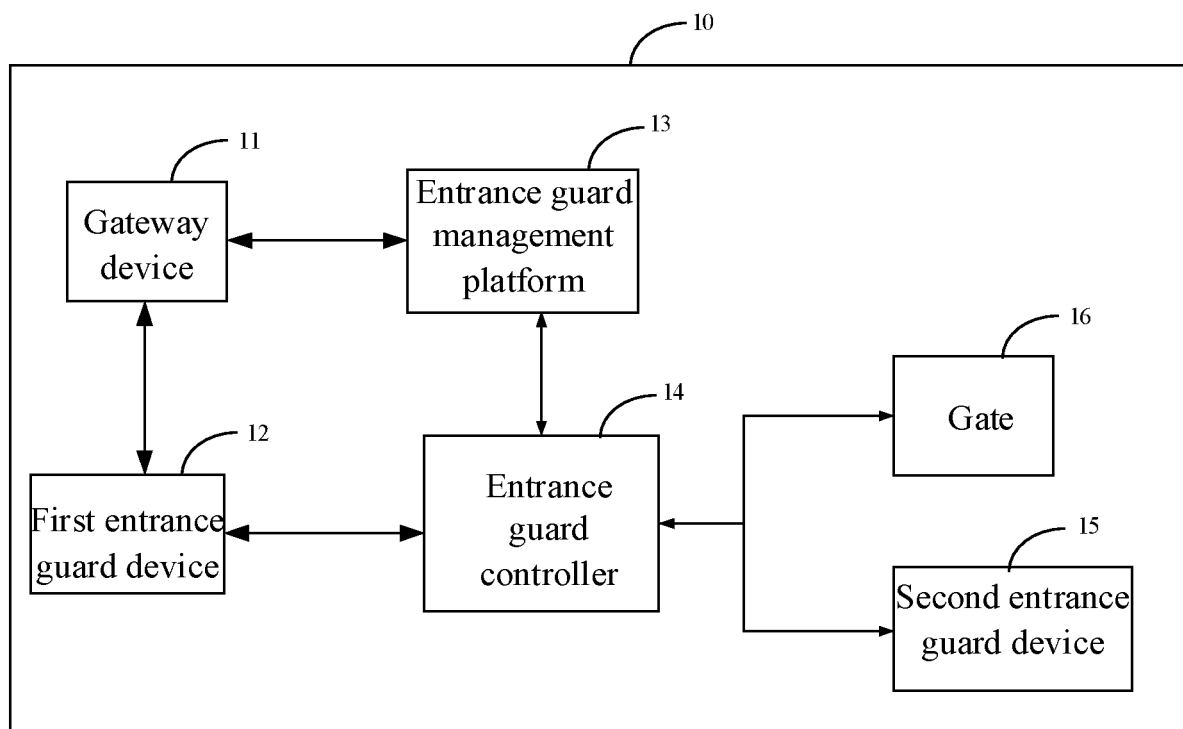 10
11
Gateway
device
13
Entrance guard
management
platform
12
First entrance
guard device
14
Entrance
guard
controller
16
Gate
15
Second entrance
guard device